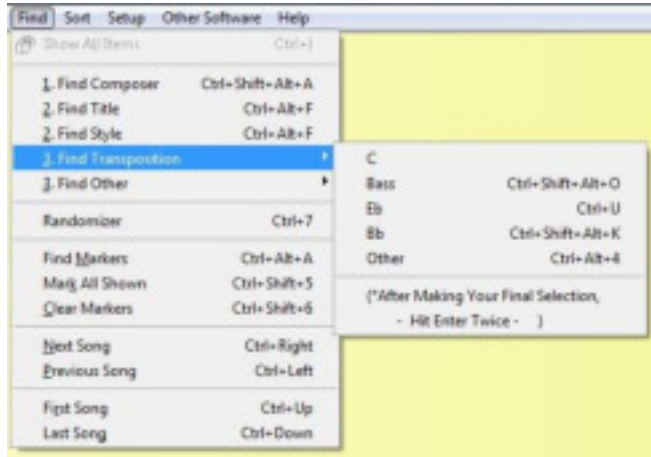 Find Sort Setup Other Software Help
Show All Items Ctrl+J
1. Find Composer Ctrl+Shift+Alt+A
2. Find Title Ctrl+Alt+F
2. Find Style Ctrl+Alt+F
3. Find Transposition
3. Find Other
Randomizer Ctrl+7
Find Markers Ctrl+Alt+A
Mark All Shown Ctrl+Shift+5
Clear Markers Ctrl+Shift+6
Next Song Ctrl+Right
Previous Song Ctrl+Left
First Song Ctrl+Up
Last Song Ctrl+Down
C
Bass Ctrl+Shift+Alt+O
Eb Ctrl+U
Bb Ctrl+Shift+Alt+K
Other Ctrl+Alt+4
(*After Making Your Final Selection,
- Hit Enter Twice - )